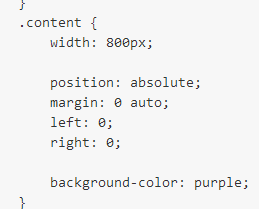 }
.content {
    width: 800px;

    position: absolute;
    margin: 0 auto;
    left: 0;
    right: 0;

    background-color: purple;
}